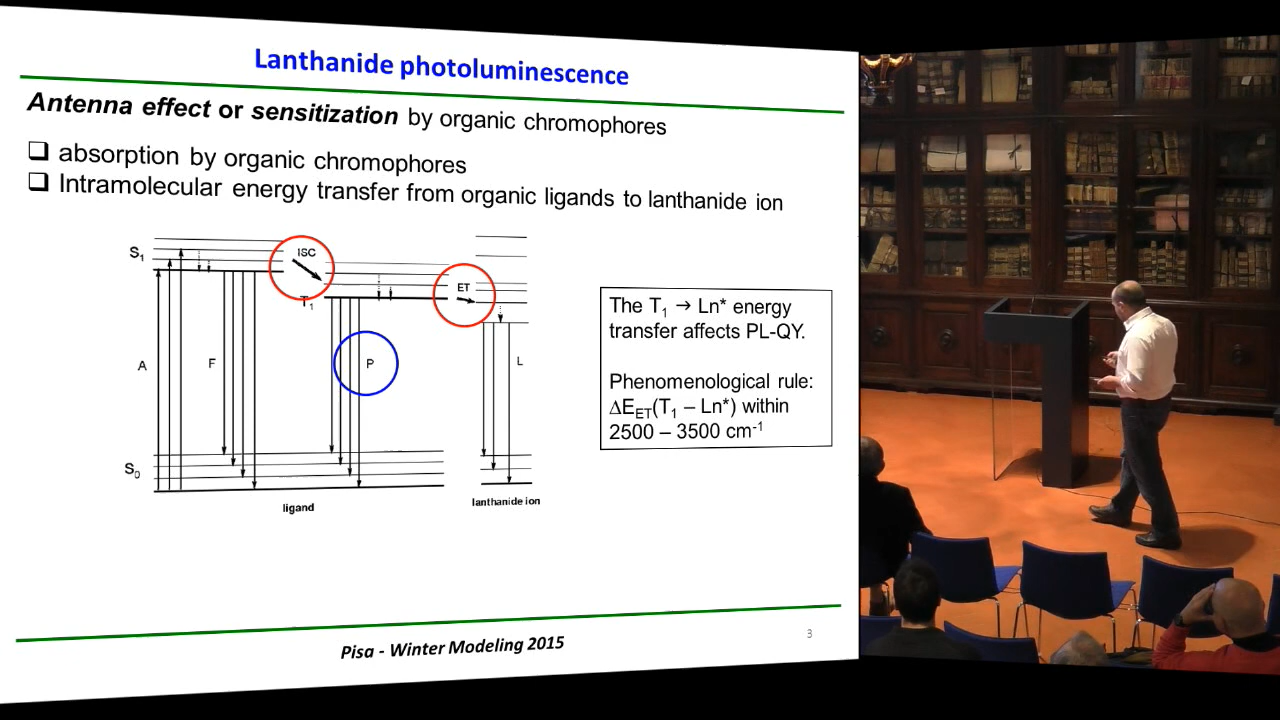 Lanthanide photoluminescence
Antenna effect or sensitization by organic chromophores
❑ absorption by organic chromophores
❑ Intramolecular energy transfer from organic ligands to lanthanide ion
S1
ISC
T1
ET
A
F
P
L
S0
ligand
lanthanide ion
The T1 → Ln* energy
transfer affects PL-QY.
Phenomenological rule:
ΔEET(T1 – Ln*) within
2500 – 3500 cm-1
Pisa - Winter Modeling 2015
3